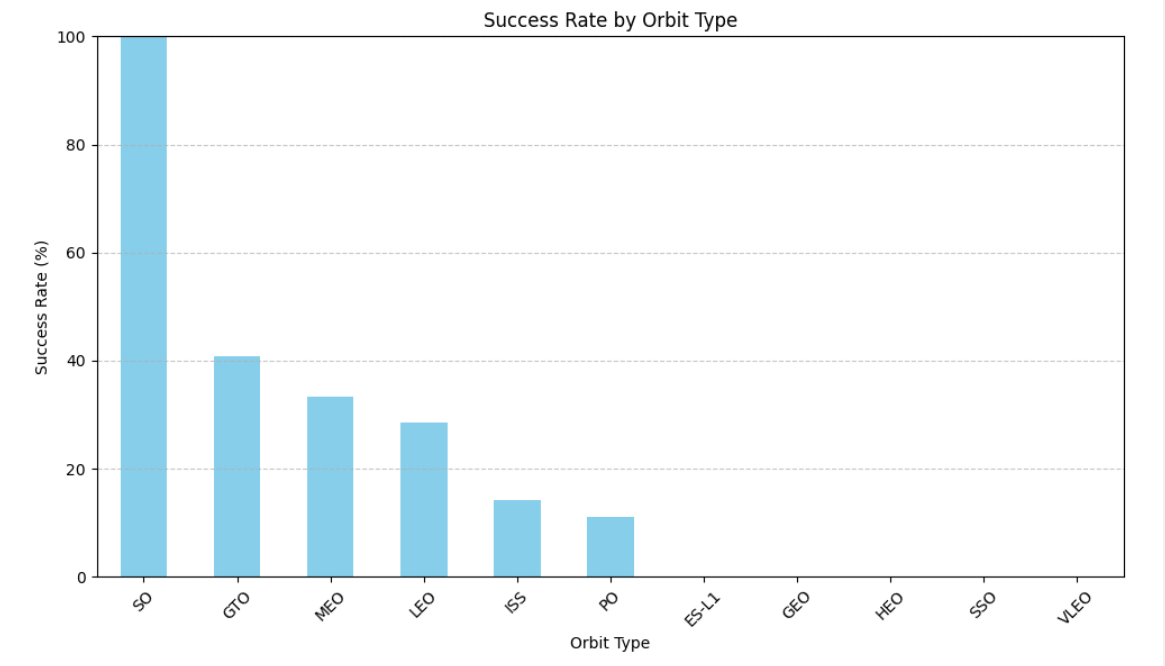 Success Rate by Orbit Type
100
80
60
40
20
0
Success Rate (%)
SO
GTO
MEO
LEO
ISS
PO
ES-L1
GEO
HEO
SSO
VLEO
Orbit Type